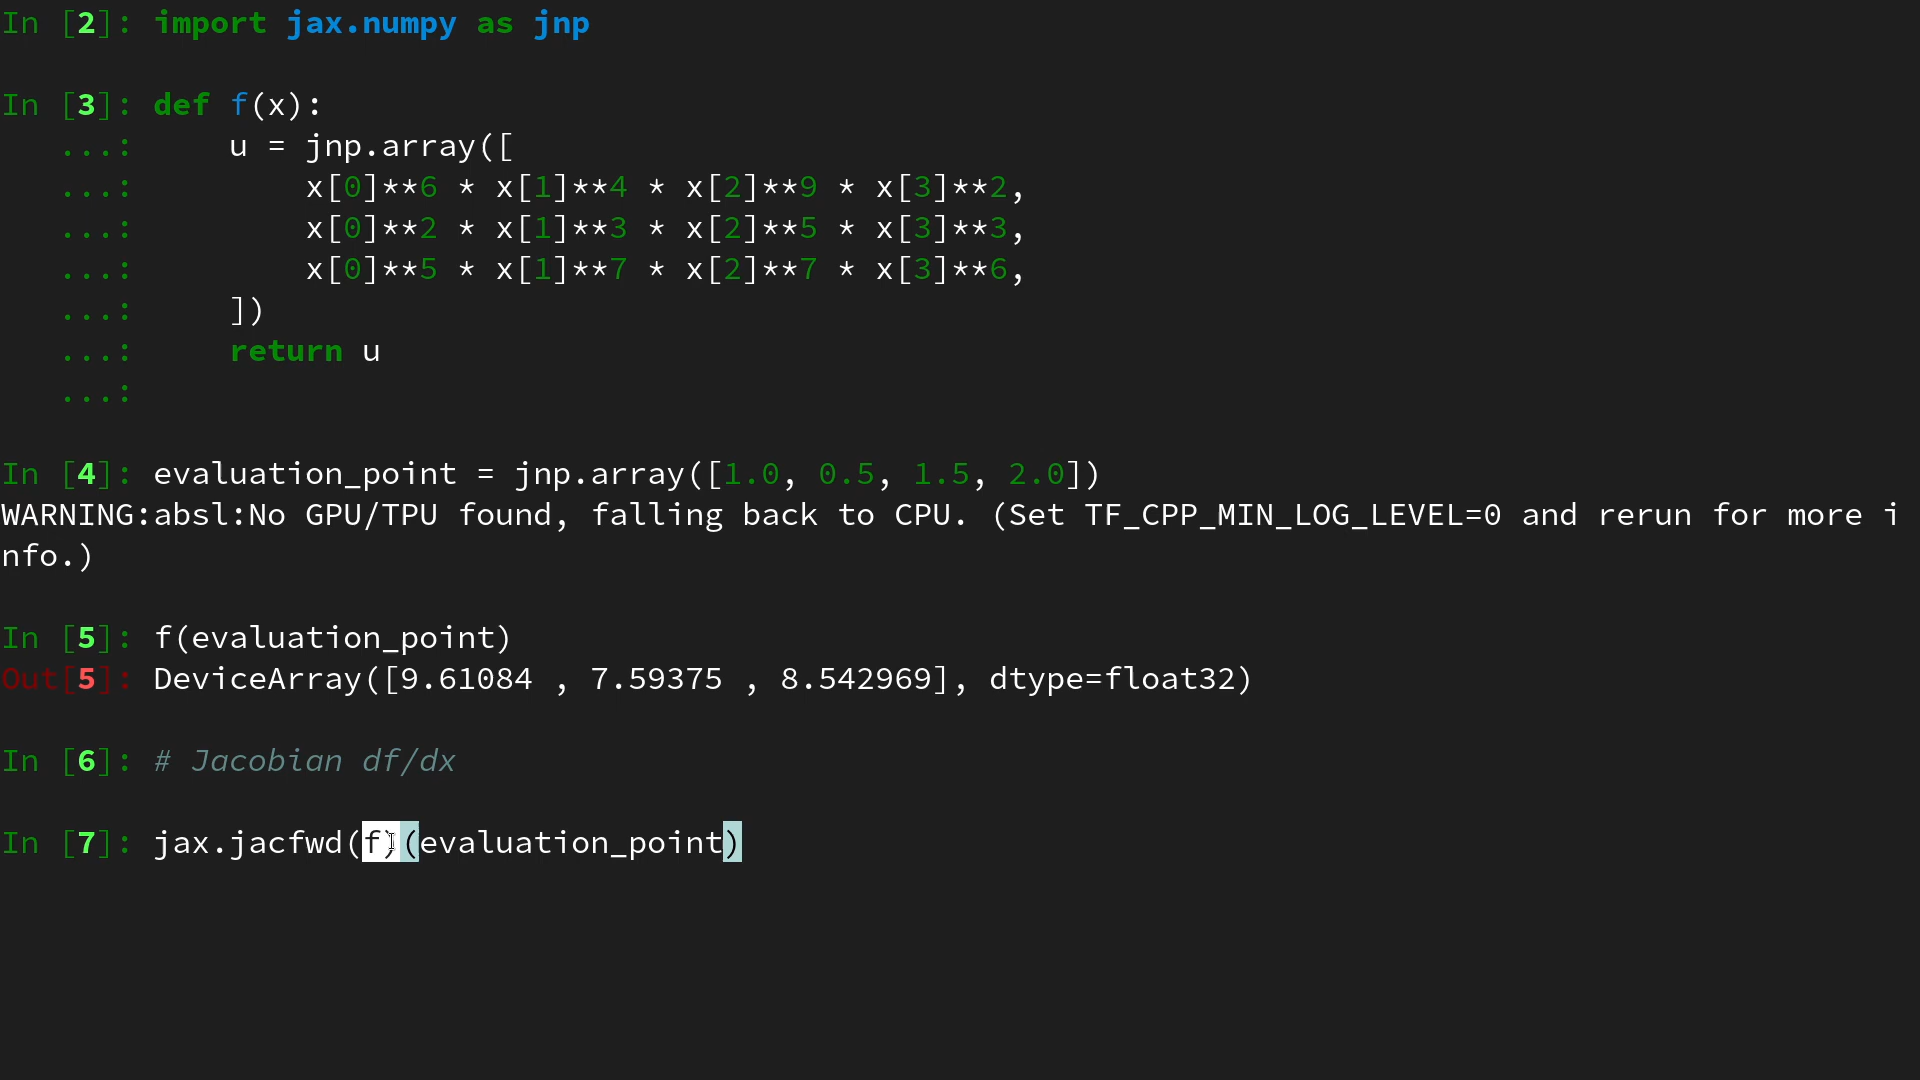 In [2]: import jax.numpy as jnp
In [3]: def f(x):
   ...:     u = jnp.array([
   ...:         x[0]**6 * x[1]**4 * x[2]**9 * x[3]**2,
   ...:         x[0]**2 * x[1]**3 * x[2]**5 * x[3]**3,
   ...:         x[0]**5 * x[1]**7 * x[2]**7 * x[3]**6,
   ...:     ])
   ...:     return u
   ...:
In [4]: evaluation_point = jnp.array([1.0, 0.5, 1.5, 2.0])
WARNING:absl:No GPU/TPU found, falling back to CPU. (Set TF_CPP_MIN_LOG_LEVEL=0 and rerun for more i
nfo.)
In [5]: f(evaluation_point)
Out[5]: DeviceArray([9.61084 , 7.59375 , 8.542969], dtype=float32)
In [6]: # Jacobian df/dx
In [7]: jax.jacfwd(f)(evaluation_point)